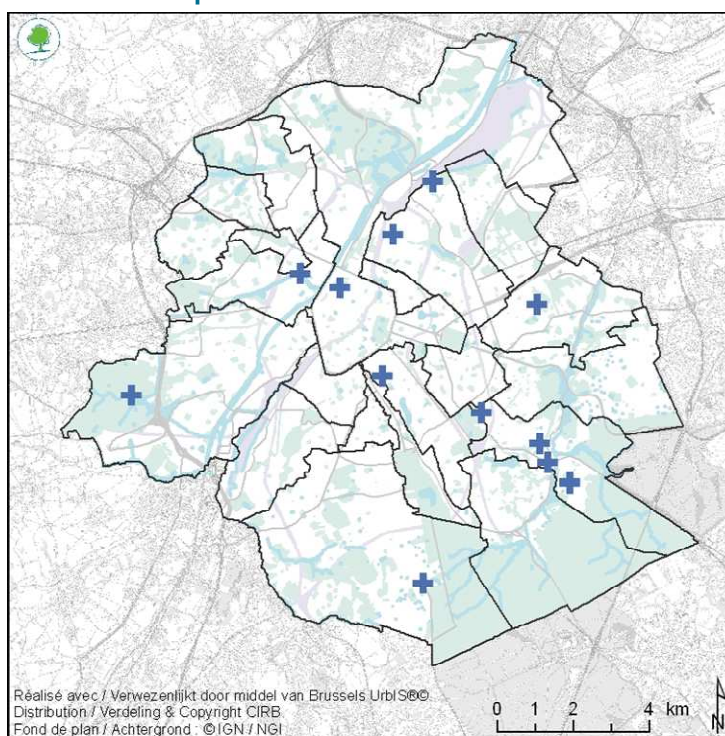 Réalisé avec / Verwezenlijkt door middel van Brussels UrbIS®©
Distribution / Verdeling & Copyright CIRB
Fond de plan / Achtergrond : © IGN / NGI
0 1 2 4 km
N